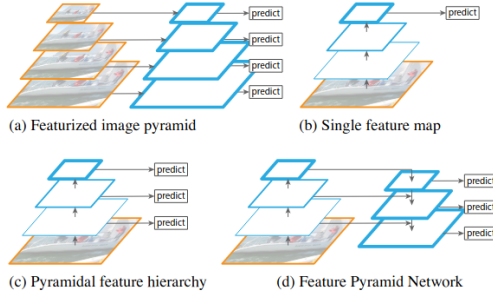 predict
predict
predict
predict
predict
(a) Featurized image pyramid
(b) Single feature map
predict
predict
predict
predict
predict
predict
(c) Pyramidal feature hierarchy
(d) Feature Pyramid Network